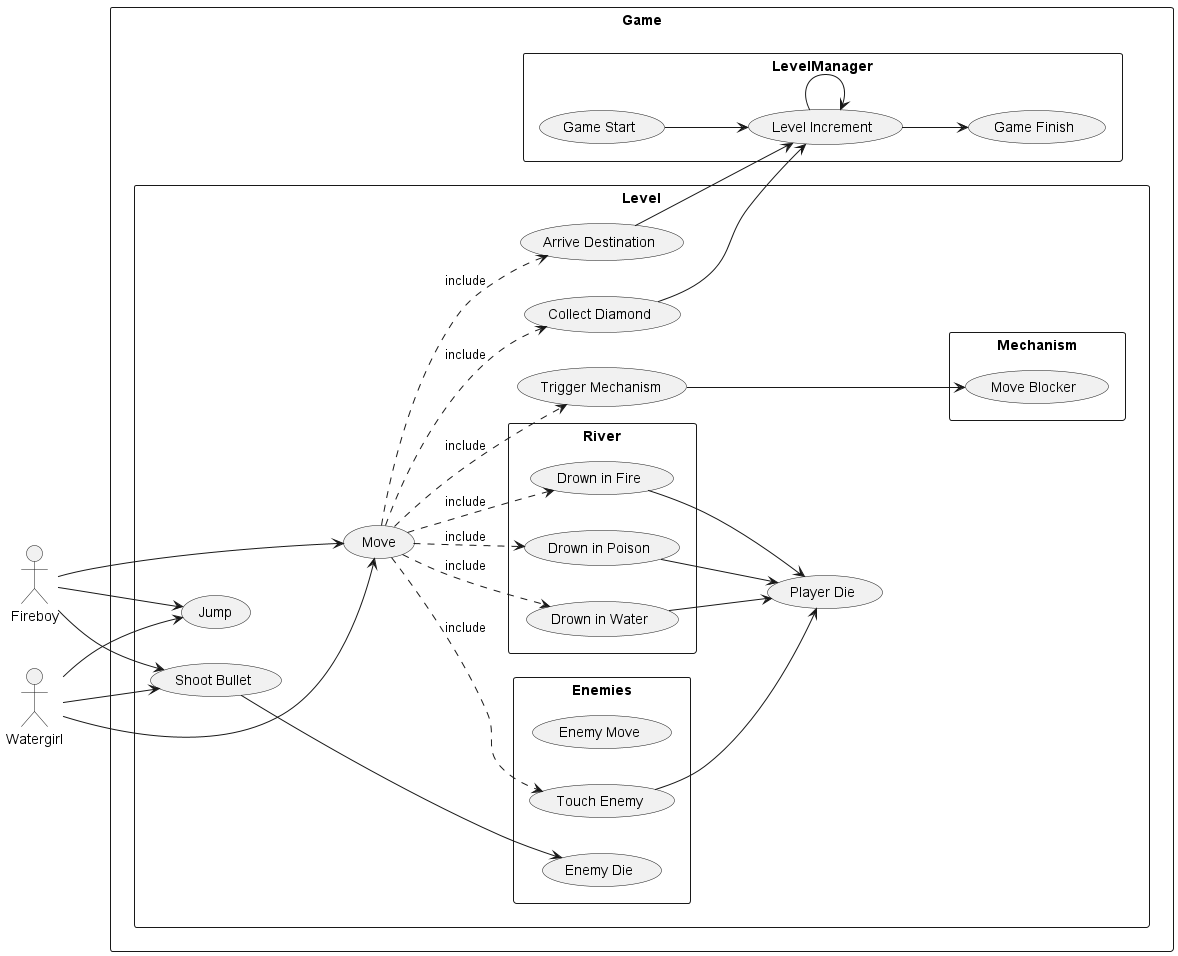 Game
LevelManager
Game Start
Level Increment
Game Finish
Level
Arrive Destination
include
Collect Diamond
include
Mechanism
Trigger Mechanism
Move Blocker
River
include
Drown in Fire
include
Move
include
Drown in Poison
include
Player Die
Jump
Fireboy
Drown in Water
include
Shoot Bullet
Enemies
Enemy Move
Watergirl
Touch Enemy
Enemy Die